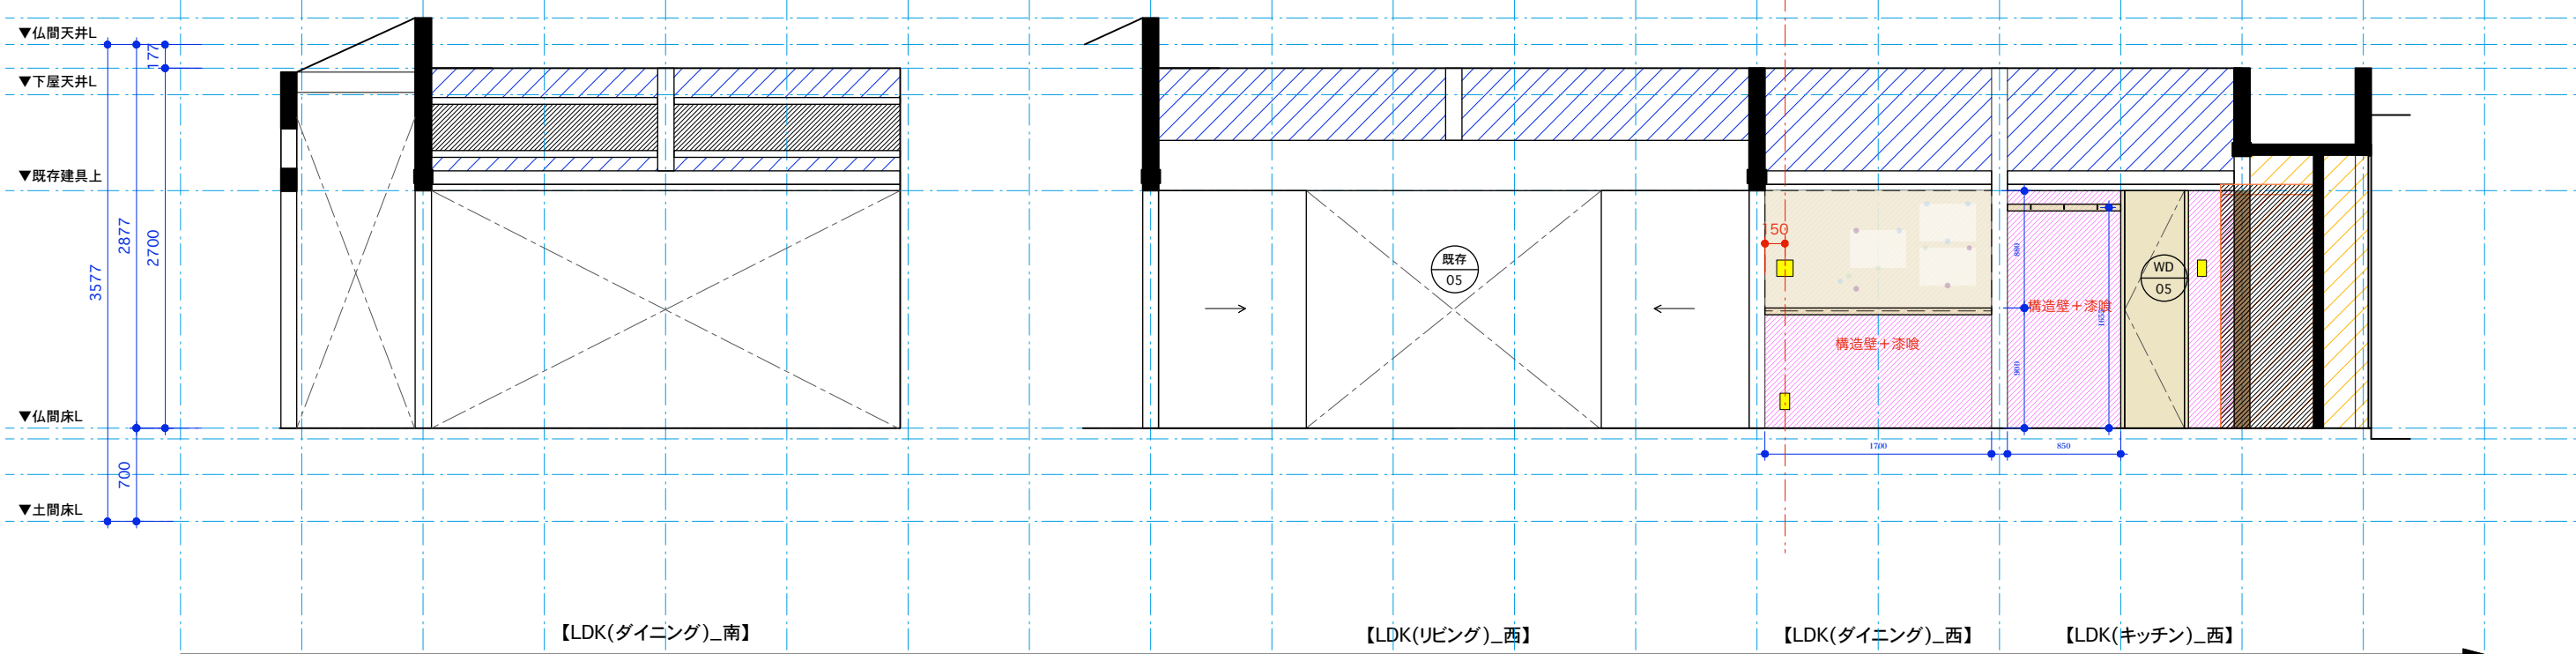 ▼仏間天井L
▼下屋天井L
▼既存建具上
▼仏間床L
▼土間床L
177
2877
2700
3577
700
既存
05
150
構造壁+漆喰
構造壁+漆喰
WD
05
880
900
1700
850
【LDK(ダイニング)_南】
【LDK(リビング)_西】
【LDK(ダイニング)_西】
【LDK(キッチン)_西】